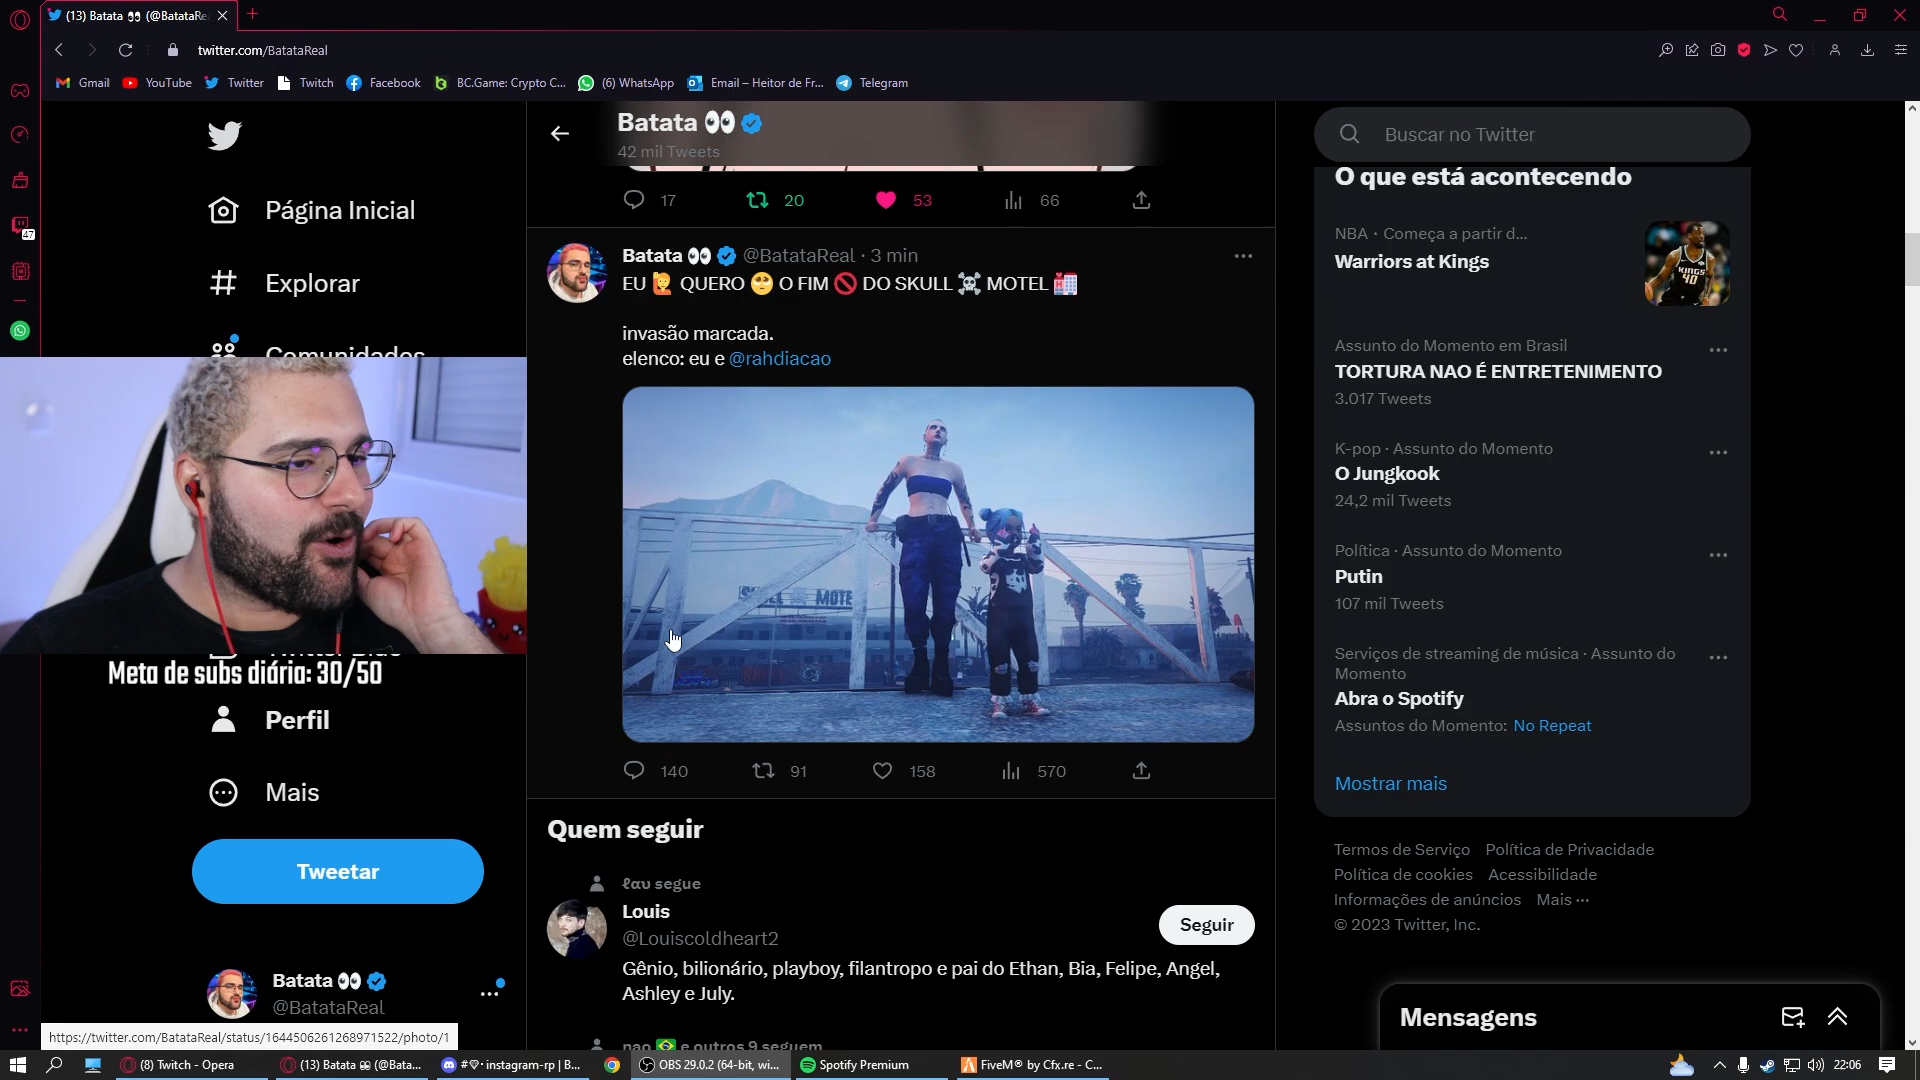 (13) Batata 👀 (@BatataRe
twitter.com/BatataReal
Gmail
YouTube
Twitter
Twitch
Facebook
BC.Game: Crypto C...
(6) WhatsApp
Email – Heitor de Fr...
Telegram
47
Página Inicial
Explorar
Comunidades
Meta de subs diária: 30/50
Perfil
Mais
Tweetar
Batata 👀
@BatataReal
https://twitter.com/BatataReal/status/1644506261268971522/photo/1
Batata 👀
42 mil Tweets
17 20 53 66
Batata 👀 @BatataReal · 3 min
EU 🙋 QUERO 🥺 O FIM 🚫 DO SKULL ☠️ MOTEL 🏩
invasão marcada.
elenco: eu e @rahdiacao
MOTE
140 91 158 570
Quem seguir
ℓαυ segue
Louis
@Louiscoldheart2
Seguir
Gênio, bilionário, playboy, filantropo e pai do Ethan, Bia, Felipe, Angel,
Ashley e July.
nao 🇧🇷 e outros 9 seguem
Buscar no Twitter
O que está acontecendo
NBA · Começa a partir d...
Warriors at Kings
KINGS
40
Assunto do Momento em Brasil
TORTURA NAO É ENTRETENIMENTO
3.017 Tweets
K-pop · Assunto do Momento
O Jungkook
24,2 mil Tweets
Política · Assunto do Momento
Putin
107 mil Tweets
Serviços de streaming de música · Assunto do
Momento
Abra o Spotify
Assuntos do Momento: No Repeat
Mostrar mais
Termos de Serviço Política de Privacidade
Política de cookies Acessibilidade
Informações de anúncios Mais ···
© 2023 Twitter, Inc.
Mensagens
(8) Twitch - Opera
(13) Batata 👀 (@Bata...
#💎· instagram-rp | B...
OBS 29.0.2 (64-bit, wi...
Spotify Premium
FiveM® by Cfx.re - C...
22:06